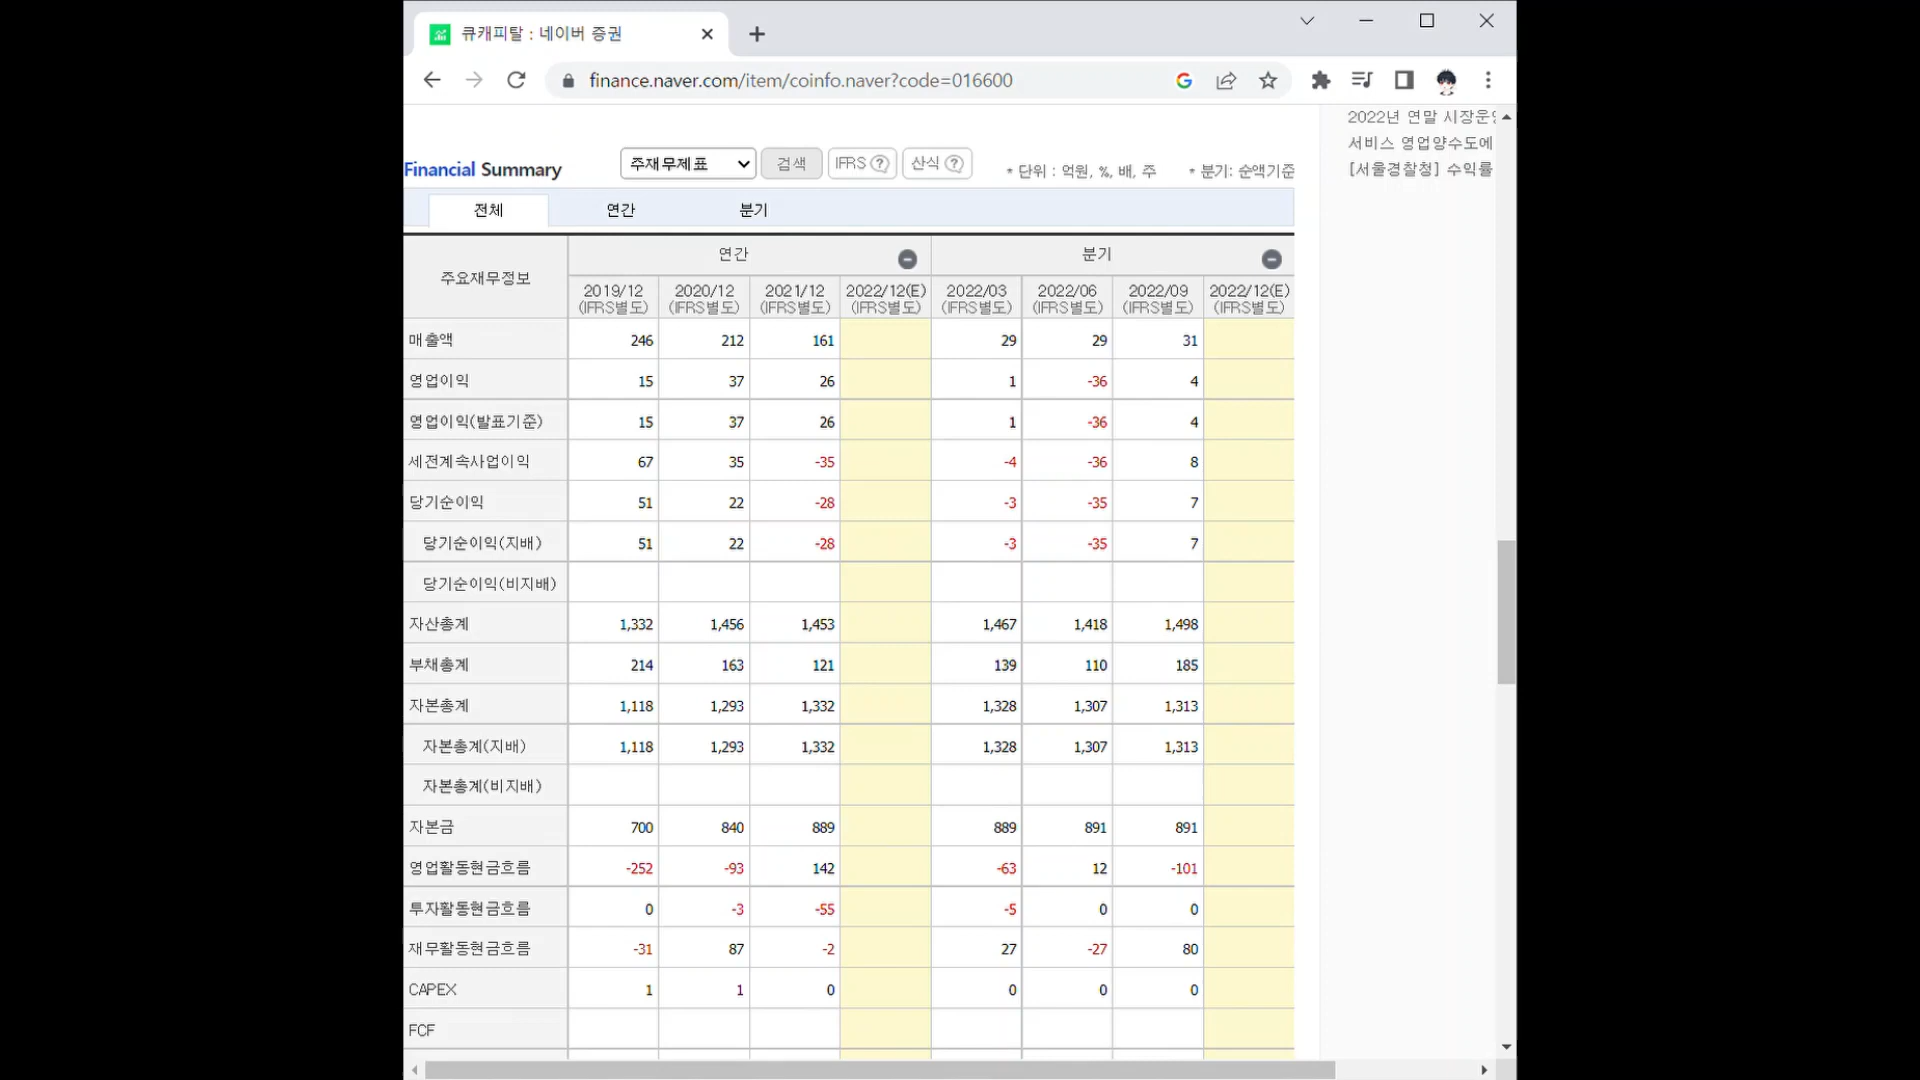 큐캐피탈 : 네이버 증권
finance.naver.com/item/coinfo.naver?code=016600
2022년 연말 시장운영
서비스 영업양수도에
[서울경찰청] 수익률
Financial Summary 주재무제표 검색 IFRS ? 산식 ? * 단위 : 억원, %, 배, 주 * 분기: 순액기준
전체 연간 분기
주요재무정보 연간 분기
2019/12 2020/12 2021/12 2022/12(E) 2022/03 2022/06 2022/09 2022/12(E)
(IFRS별도) (IFRS별도) (IFRS별도) (IFRS별도) (IFRS별도) (IFRS별도) (IFRS별도) (IFRS별도)
매출액 246 212 161 29 29 31
영업이익 15 37 26 1 -36 4
영업이익(발표기준) 15 37 26 1 -36 4
세전계속사업이익 67 35 -35 -4 -36 8
당기순이익 51 22 -28 -3 -35 7
당기순이익(지배) 51 22 -28 -3 -35 7
당기순이익(비지배)
자산총계 1,332 1,456 1,453 1,467 1,418 1,498
부채총계 214 163 121 139 110 185
자본총계 1,118 1,293 1,332 1,328 1,307 1,313
자본총계(지배) 1,118 1,293 1,332 1,328 1,307 1,313
자본총계(비지배)
자본금 700 840 889 889 891 891
영업활동현금흐름 -252 -93 142 -63 12 -101
투자활동현금흐름 0 -3 -55 -5 0 0
재무활동현금흐름 -31 87 -2 27 -27 80
CAPEX 1 1 0 0 0 0
FCF